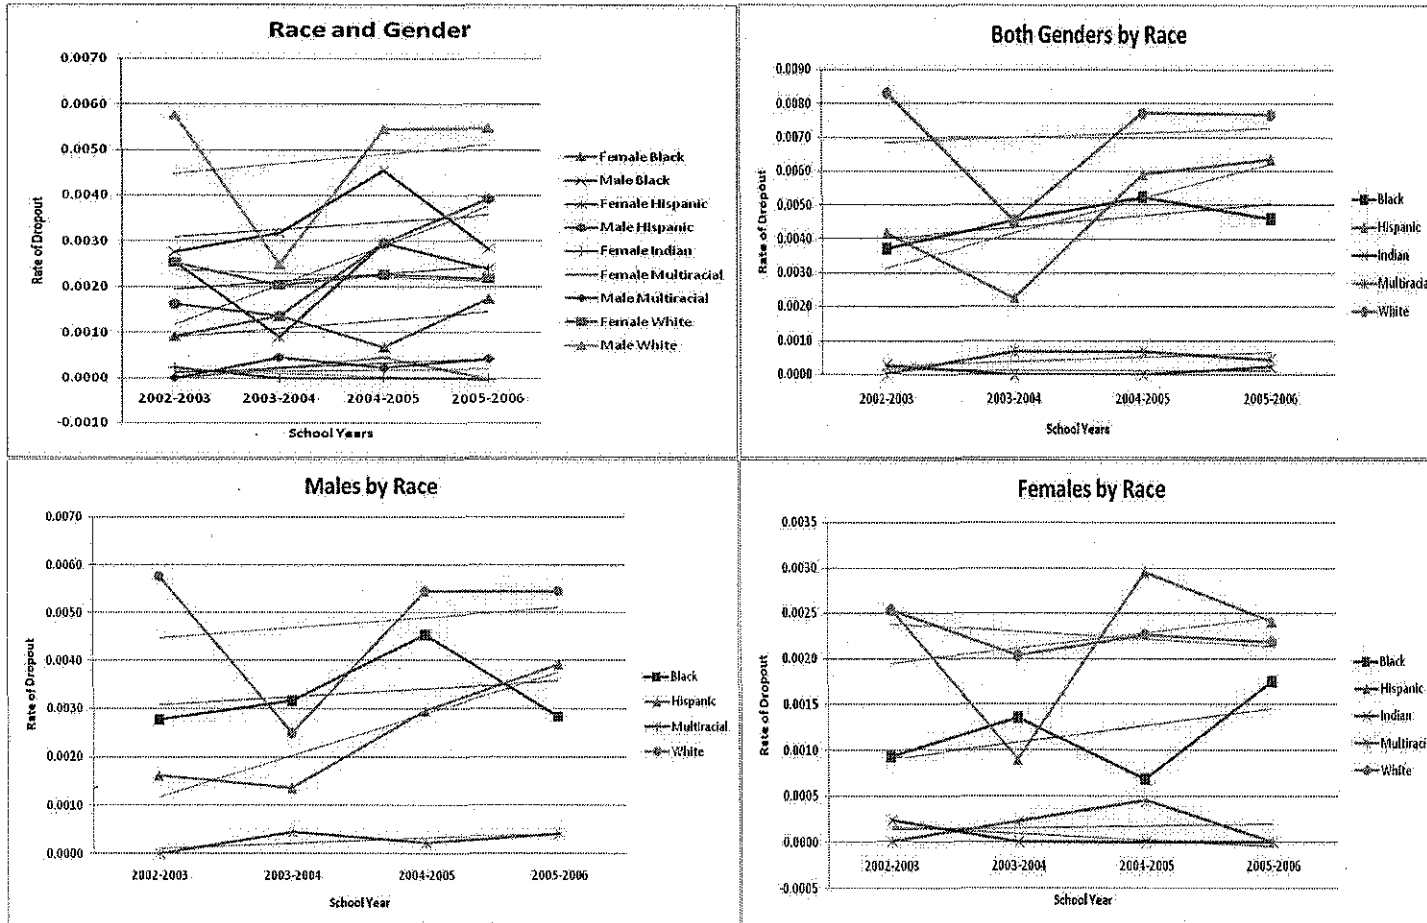 Race and Gender
0.0070
0.0060
0.0050
0.0040
0.0030
0.0020
0.0010
0.0000
-0.0010
Rate of Dropout
2002-2003
2003-2004
2004-2005
2005-2006
School Years
Female Black
Male Black
Female Hispanic
Male Hispanic
Female Indian
Female Multiracial
Male Multiracial
Female White
Male White
Both Genders by Race
0.0090
0.0080
0.0070
0.0060
0.0050
0.0040
0.0030
0.0020
0.0010
0.0000
Rate of Dropout
2002-2003
2003-2004
2004-2005
2005-2006
School Years
Black
Hispanic
Indian
Multiracia
White
Males by Race
0.0070
0.0060
0.0050
0.0040
0.0030
0.0020
0.0010
0.0000
Rate of Dropout
2002-2003
2003-2004
2004-2005
2005-2006
School Year
Black
Hispanic
Multiracial
White
Females by Race
0.0035
0.0030
0.0025
0.0020
0.0015
0.0010
0.0005
0.0000
-0.0005
Rate of Dropout
2002-2003
2003-2004
2004-2005
2005-2006
School Year
Black
Hispanic
Indian
Multiraci
White